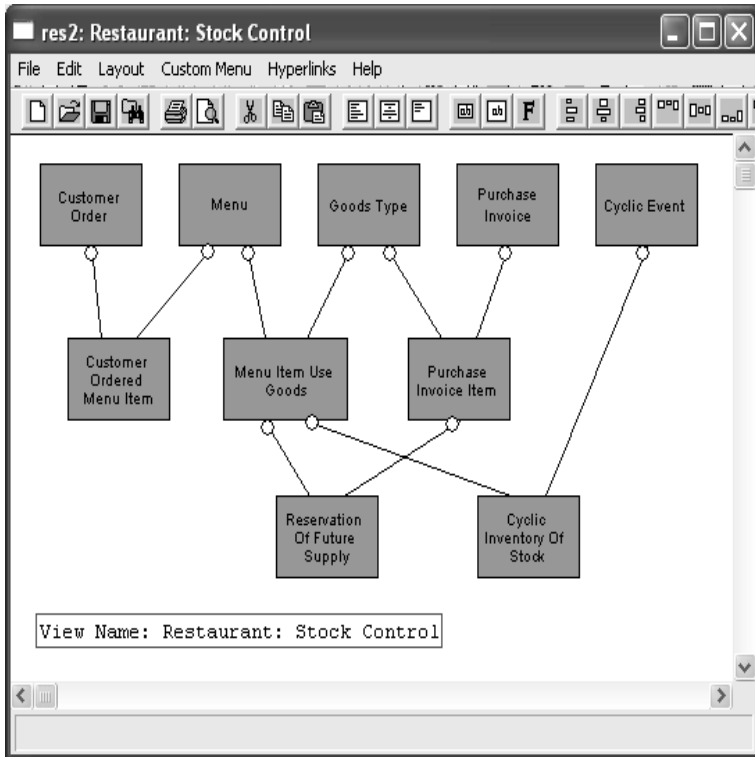 res2: Restaurant: Stock Control
File Edit Layout Custom Menu Hyperlinks Help
ab ab F
Customer
Order
Menu
Goods Type
Purchase
Invoice
Cyclic Event
Customer
Ordered
Menu Item
Menu Item Use
Goods
Purchase
Invoice Item
Reservation
Of Future
Supply
Cyclic
Inventory Of
Stock
View Name: Restaurant: Stock Control